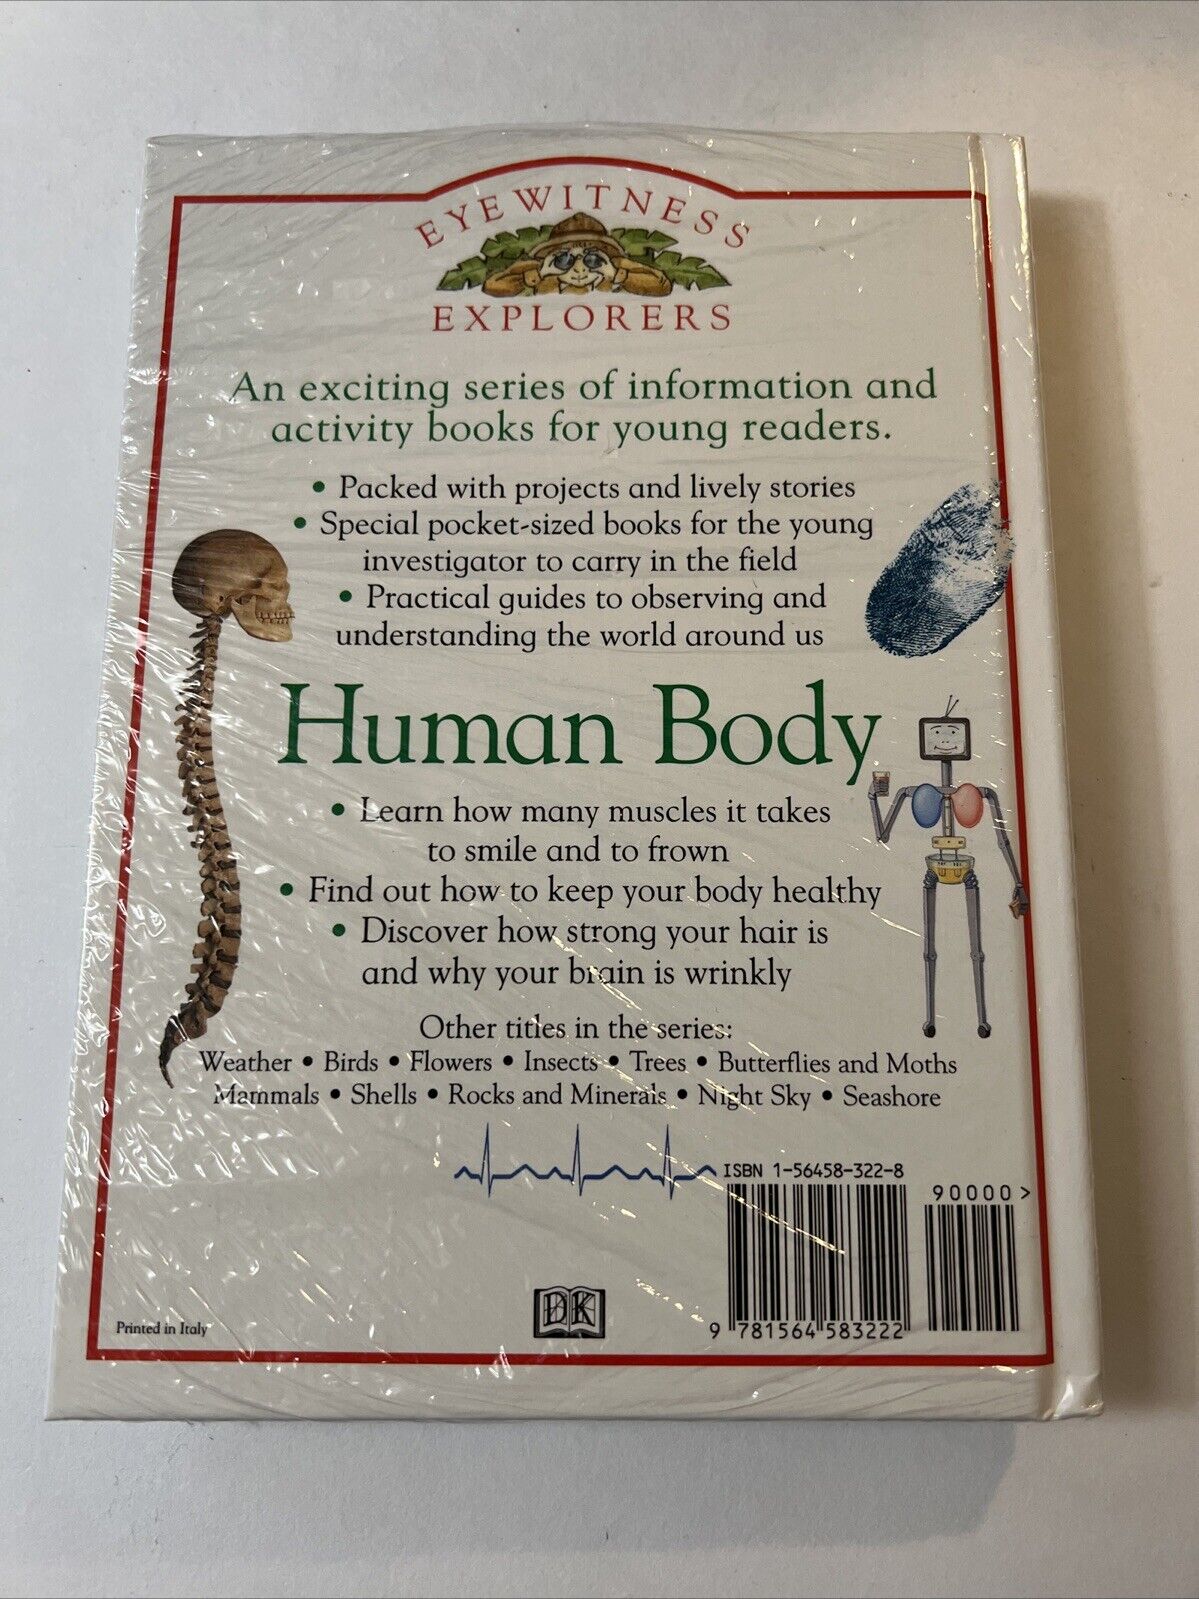 EYEWITNESS
EXPLORERS
An exciting series of information and
activity books for young readers.
• Packed with projects and lively stories
• Special pocket-sized books for the young
investigator to carry in the field
• Practical guides to observing and
understanding the world around us
Human Body
• Learn how many muscles it takes
to smile and to frown
• Find out how to keep your body healthy
• Discover how strong your hair is
and why your brain is wrinkly
Other titles in the series:
Weather • Birds • Flowers • Insects • Trees • Butterflies and Moths
Mammals • Shells • Rocks and Minerals • Night Sky • Seashore
ISBN 1-56458-322-8
90000>
9 781564 583222
DK
Printed in Italy